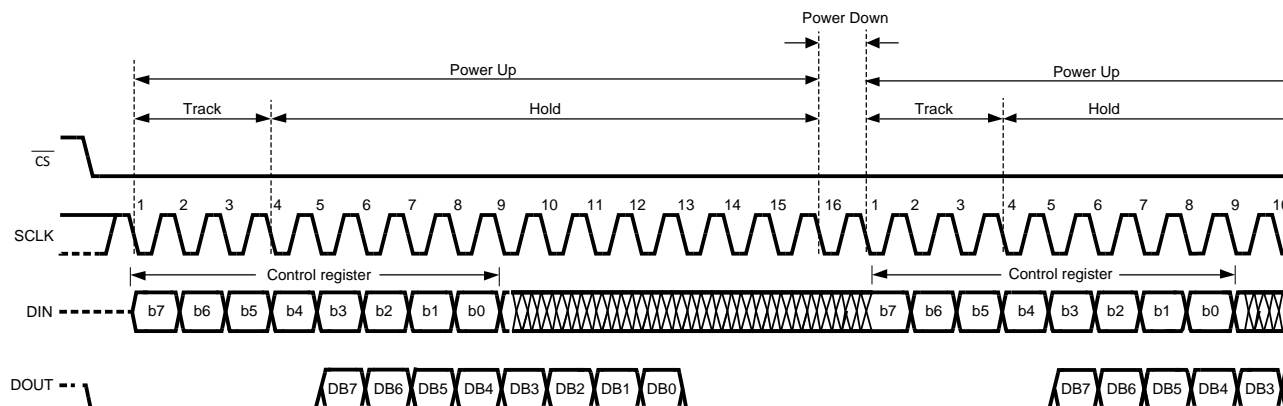 Power Down
Power Up Power Up
Track Hold Track Hold
CS
1 2 3 4 5 6 7 8 9 10 11 12 13 14 15 16 1 2 3 4 5 6 7 8 9 10
SCLK
Control register Control register
DIN b7 b6 b5 b4 b3 b2 b1 b0 b7 b6 b5 b4 b3 b2 b1 b0
DOUT DB7 DB6 DB5 DB4 DB3 DB2 DB1 DB0 DB7 DB6 DB5 DB4 DB3